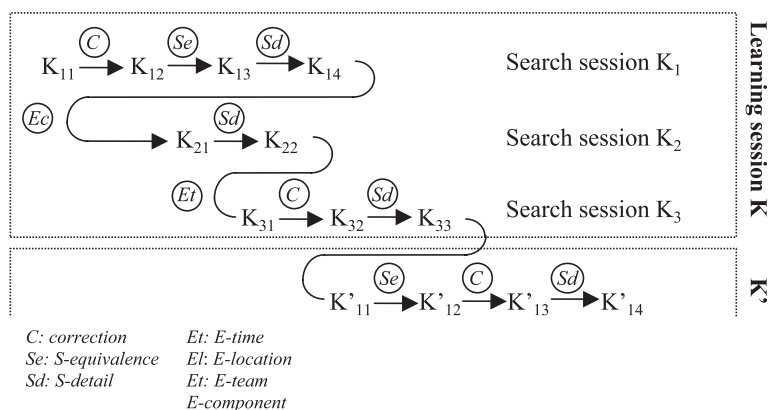 C Se Sd
K11 K12 K13 K14 Search session K1
Ec Sd
K21 K22 Search session K2
Et C Sd
K31 K32 K33 Search session K3
Learning session K
Se C Sd
K’11 K’12 K’13 K’14
K’
C: correction Et: E-time
Se: S-equivalence El: E-location
Sd: S-detail Et: E-team
E-component